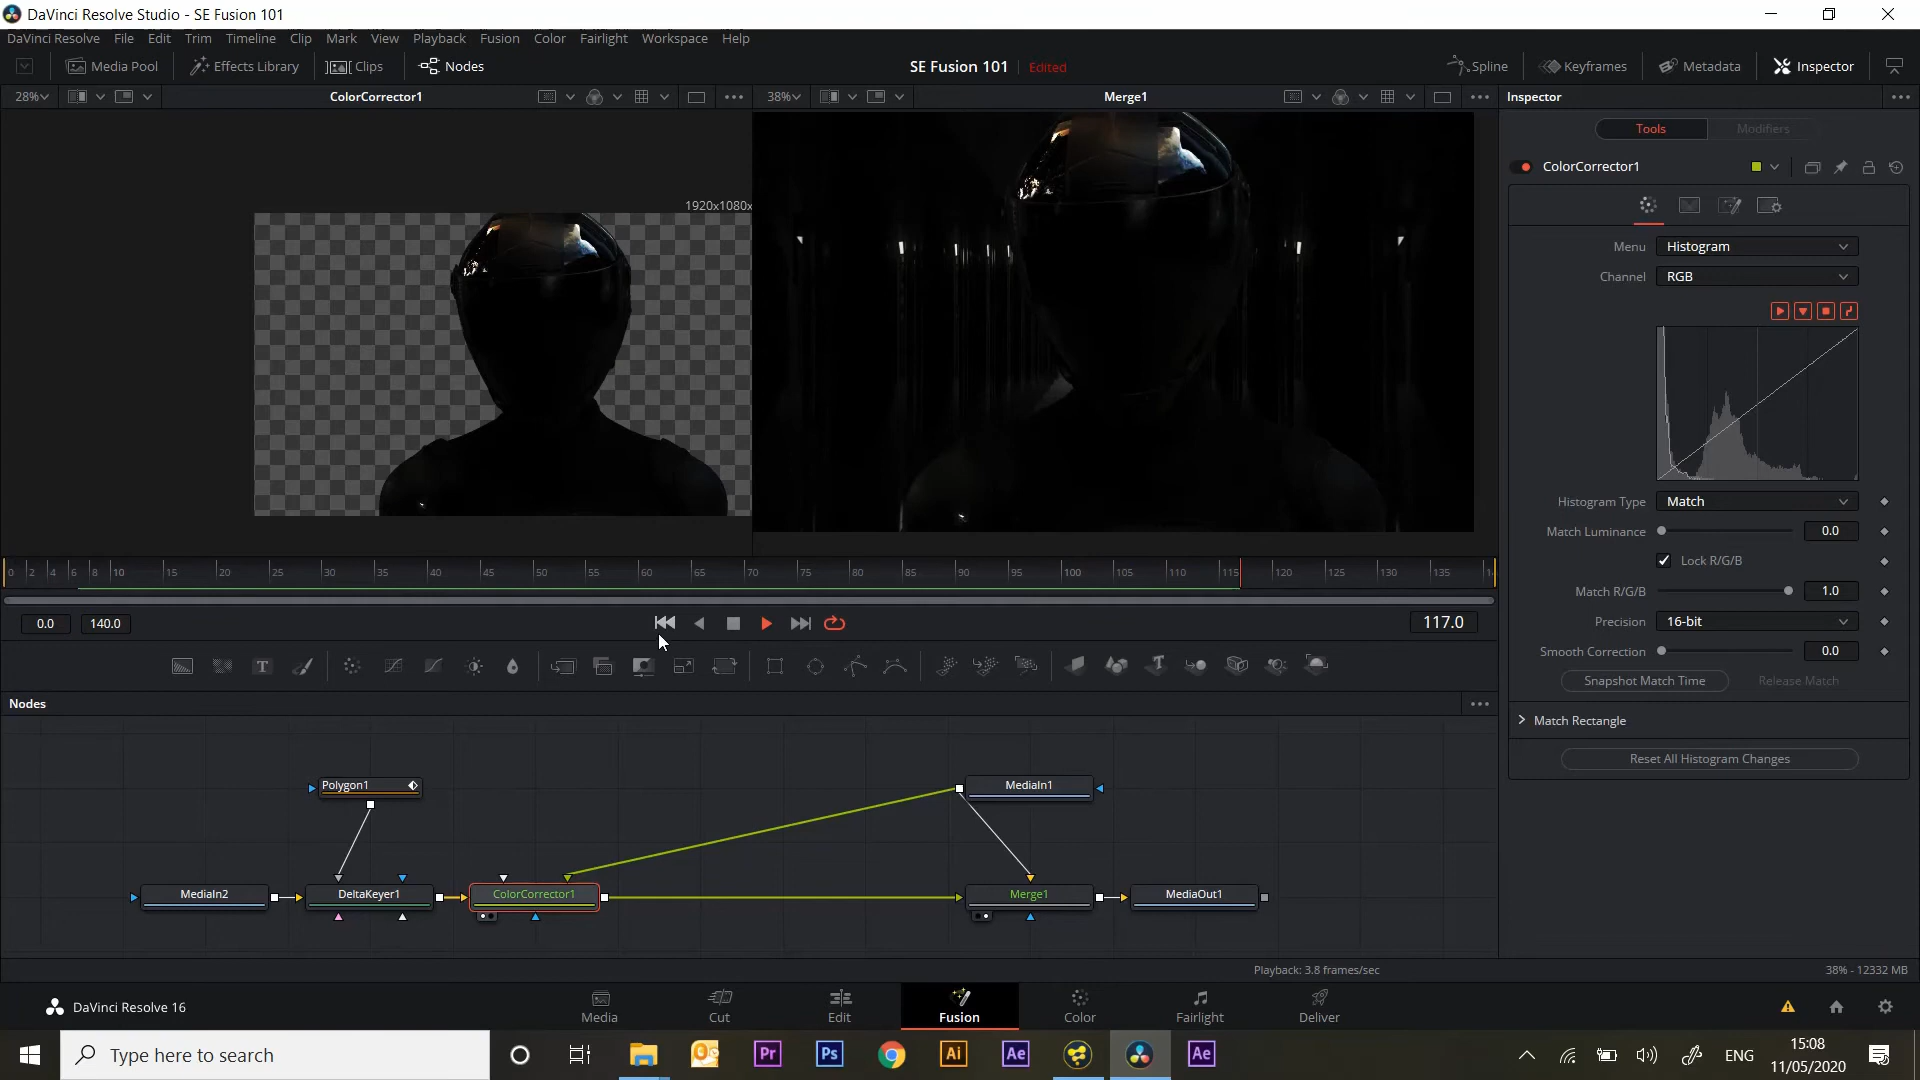 DaVinci Resolve Studio - SE Fusion 101
DaVinci Resolve File Edit Trim Timeline Clip Mark View Playback Fusion Color Fairlight Workspace Help
Media Pool Effects Library Clips Nodes SE Fusion 101 Edited Spline Keyframes Metadata Inspector
28% ColorCorrector1 38% Merge1 Inspector
Tools Modifiers
ColorCorrector1
1920x1080x
Menu Histogram
Channel RGB
Histogram Type Match
Match Luminance 0.0
Lock R/G/B
Match R/G/B 1.0
Precision 16-bit
Smooth Correction 0.0
Snapshot Match Time Release Match
Match Rectangle
Reset All Histogram Changes
0 2 4 6 8 10 15 20 25 30 35 40 45 50 55 60 65 70 75 80 85 90 95 100 105 110 115 120 125 130 135
0.0 140.0 117.0
T
Nodes
Polygon1 MediaIn1
MediaIn2 DeltaKeyer1 ColorCorrector1 Merge1 MediaOut1
Playback: 3.8 frames/sec 38% - 12332 MB
DaVinci Resolve 16 Media Cut Edit Fusion Color Fairlight Deliver
Type here to search Pr Ps Ai Ae Ae ENG 15:08
11/05/2020